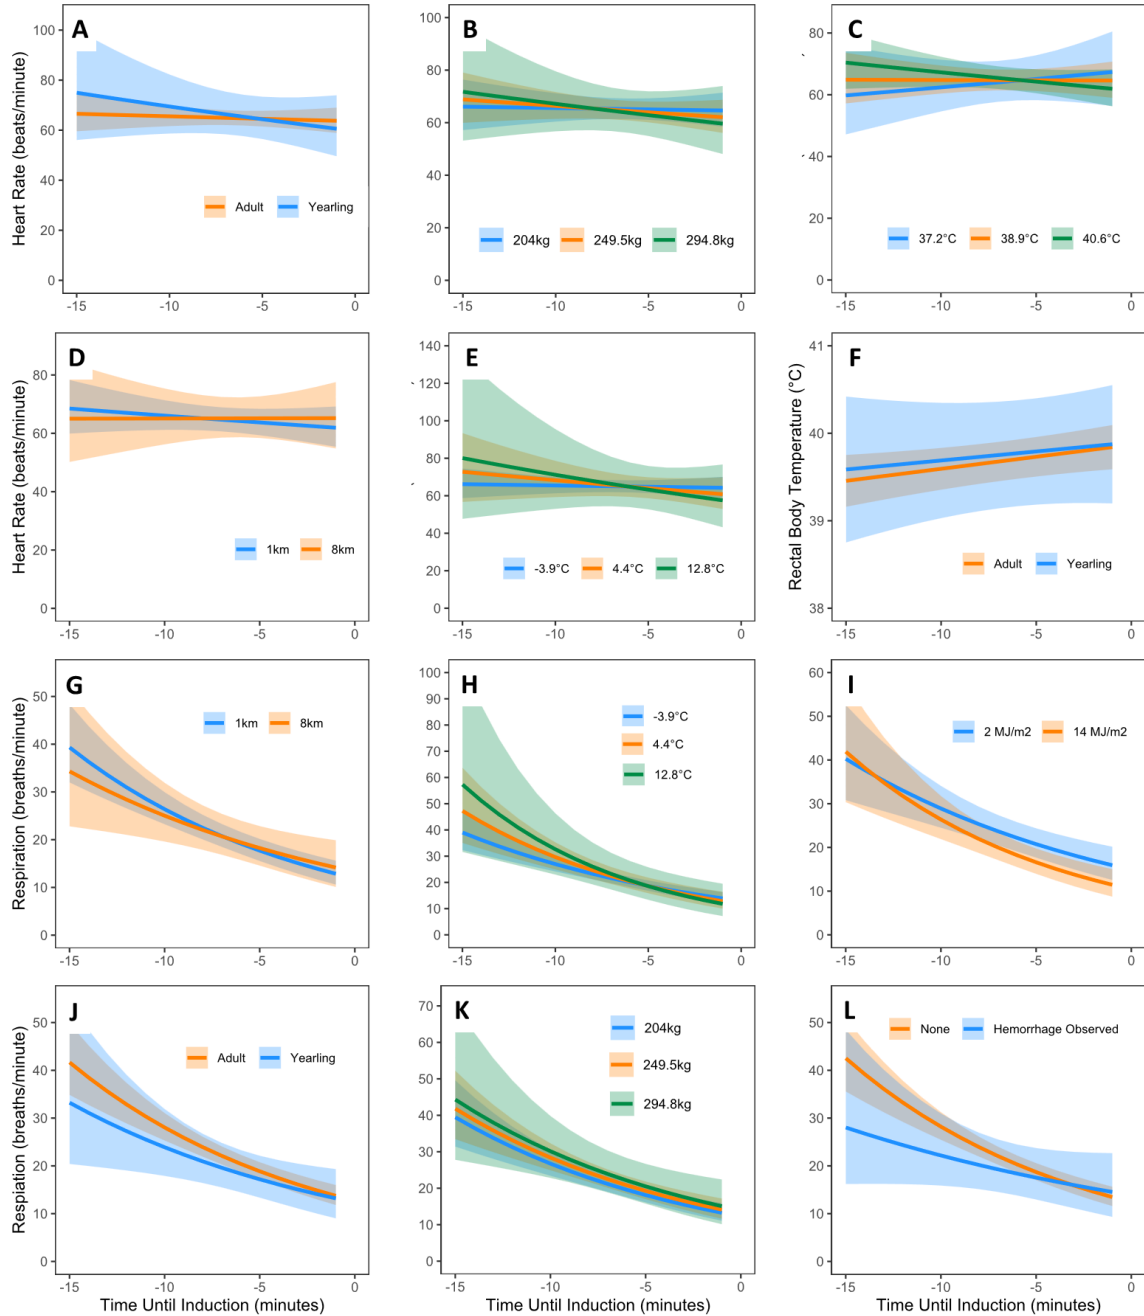 A
Heart Rate (beats/minute)
100
80
60
40
20
0
Adult Yearling
-15 -10 -5 0
B
100
80
60
40
20
0
204kg 249.5kg 294.8kg
-15 -10 -5 0
C
80
60
40
20
0
37.2°C 38.9°C 40.6°C
-15 -10 -5 0
D
Heart Rate (beats/minute)
80
60
40
20
0
1km 8km
-15 -10 -5 0
E
140
120
100
80
60
40
20
0
-3.9°C 4.4°C 12.8°C
-15 -10 -5 0
F
Rectal Body Temperature (°C)
41
40
39
38
Adult Yearling
-15 -10 -5 0
G
Respiration (breaths/minute)
50
40
30
20
10
0
1km 8km
-15 -10 -5 0
H
100
90
80
70
60
50
40
30
20
10
0
-3.9°C
4.4°C
12.8°C
-15 -10 -5 0
I
60
50
40
30
20
10
0
2 MJ/m2 14 MJ/m2
-15 -10 -5 0
J
Respiation (breaths/minute)
50
40
30
20
10
0
Adult Yearling
-15 -10 -5 0
Time Until Induction (minutes)
K
70
60
50
40
30
20
10
0
204kg
249.5kg
294.8kg
-15 -10 -5 0
Time Until Induction (minutes)
L
50
40
30
20
10
0
None Hemorrhage Observed
-15 -10 -5 0
Time Until Induction (minutes)